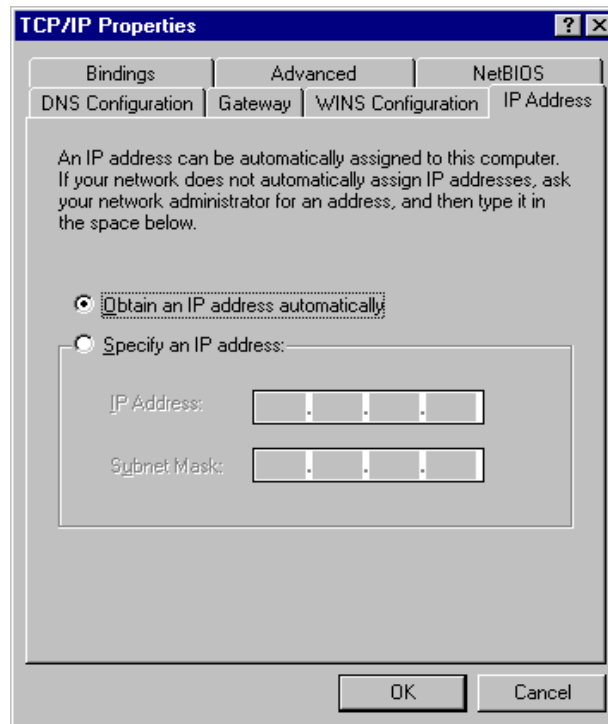 TCP/IP Properties
Bindings Advanced NetBIOS
DNS Configuration Gateway WINS Configuration IP Address
An IP address can be automatically assigned to this computer.
If your network does not automatically assign IP addresses, ask
your network administrator for an address, and then type it in
the space below.
Obtain an IP address automatically
Specify an IP address:
IP Address:
Subnet Mask:
OK Cancel